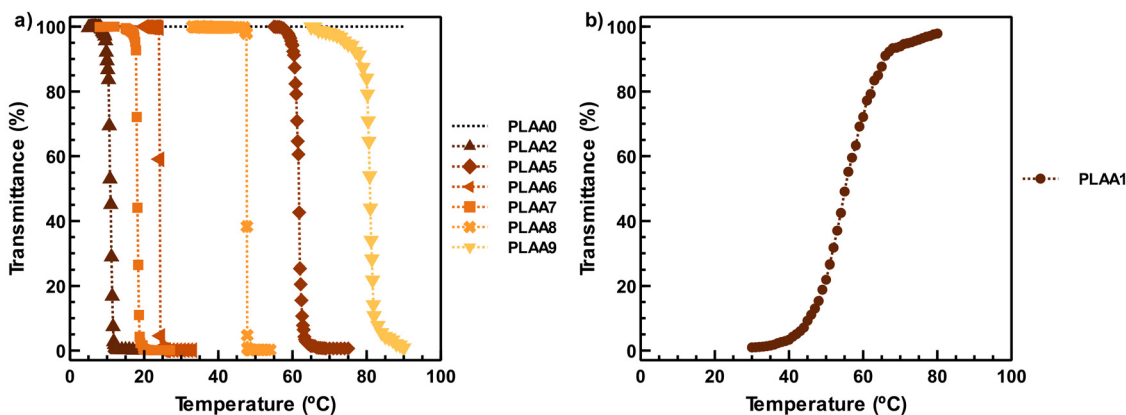 a)
100
80
60
40
20
0
Transmittance (%)
0 20 40 60 80 100
Temperature (ºC)
PLAA0
PLAA2
PLAA5
PLAA6
PLAA7
PLAA8
PLAA9
b)
100
80
60
40
20
0
Transmittance (%)
0 20 40 60 80 100
Temperature (ºC)
PLAA1